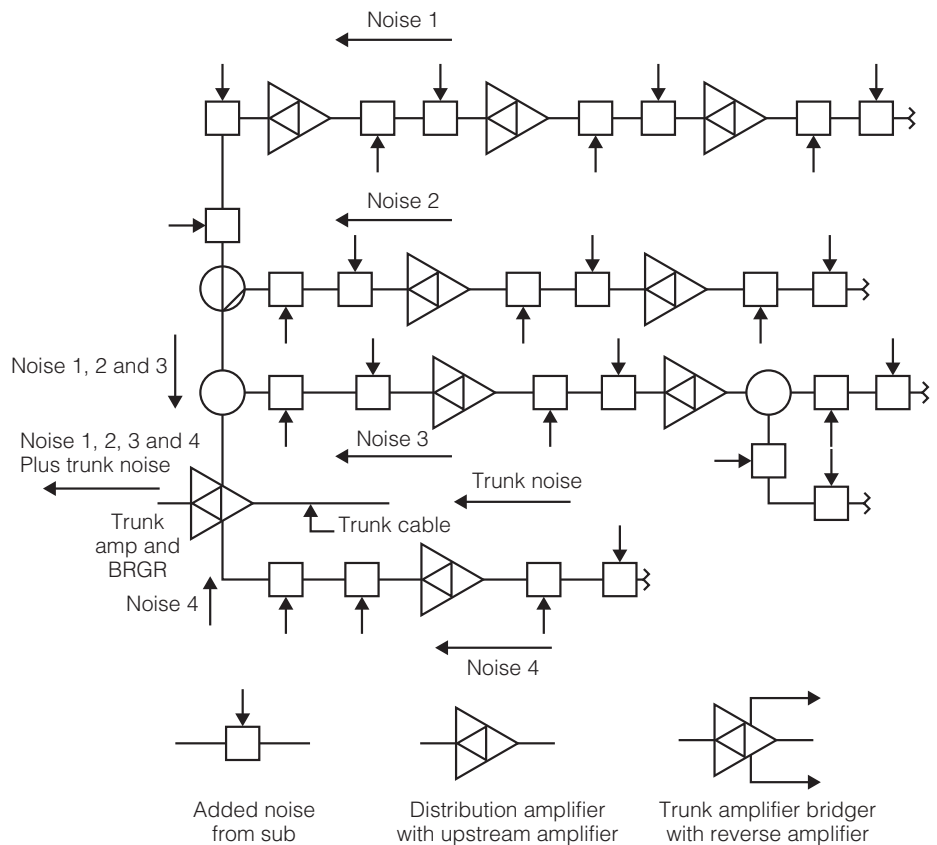 Noise 1
Noise 2
Noise 1, 2 and 3
Noise 1, 2, 3 and 4
Plus trunk noise
Noise 3
Trunk noise
Trunk cable
Trunk
amp and
BRGR
Noise 4
Noise 4
Added noise
from sub
Distribution amplifier
with upstream amplifier
Trunk amplifier bridger
with reverse amplifier